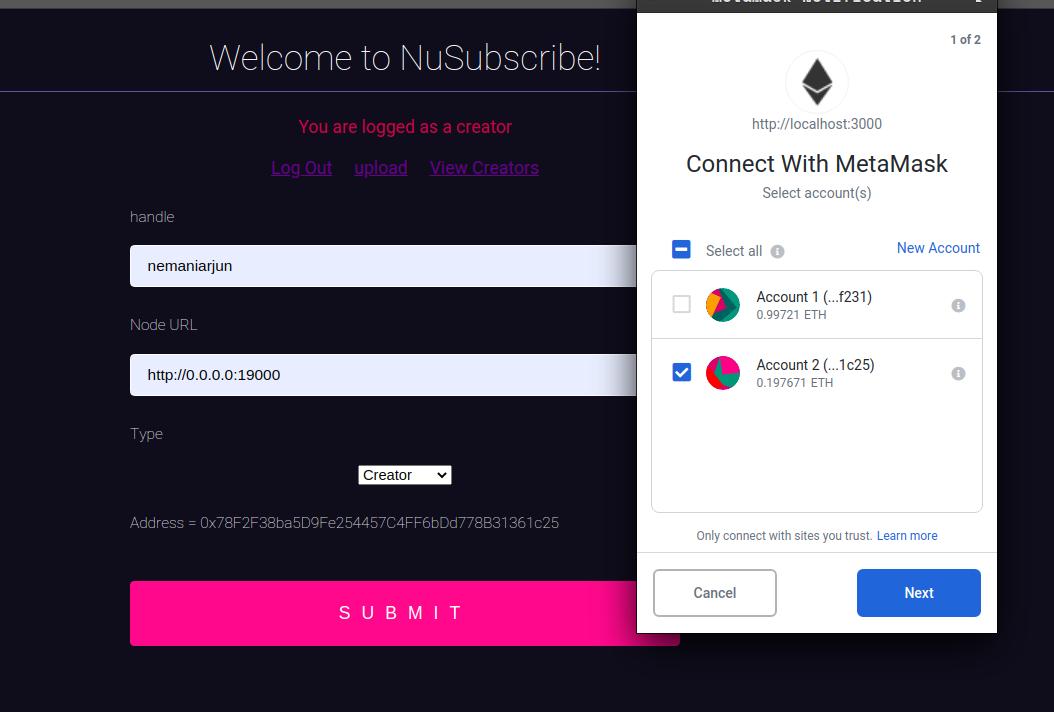 Welcome to NuSubscribe!
You are logged as a creator
Log Out upload View Creators
handle
nemaniarjun
Node URL
http://0.0.0.0:19000
Type
Creator
Address = 0x78F2F38ba5D9Fe254457C4FF6bDd778B31361c25
SUBMIT
1 of 2
http://localhost:3000
Connect With MetaMask
Select account(s)
Select all
New Account
Account 1 (...f231)
0.99721 ETH
Account 2 (...1c25)
0.197671 ETH
Only connect with sites you trust. Learn more
Cancel
Next